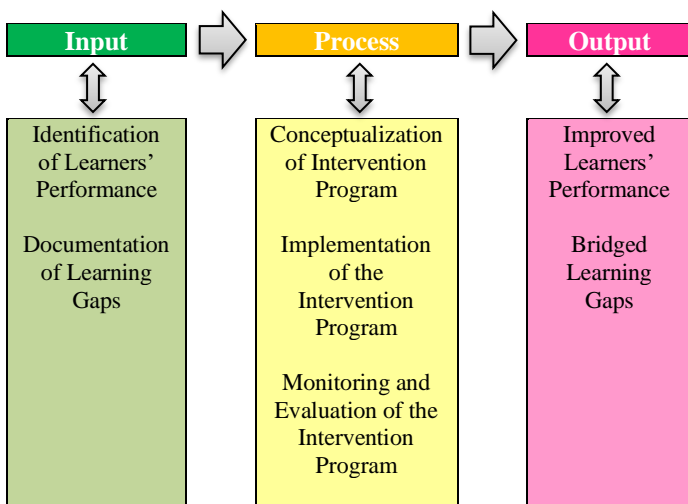 Input
Process
Output
Identification
of Learners'
Performance
Documentation
of Learning
Gaps
Conceptualization
of Intervention
Program
Implementation
of the
Intervention
Program
Monitoring and
Evaluation of the
Intervention
Program
Improved
Learners'
Performance
Bridged
Learning
Gaps